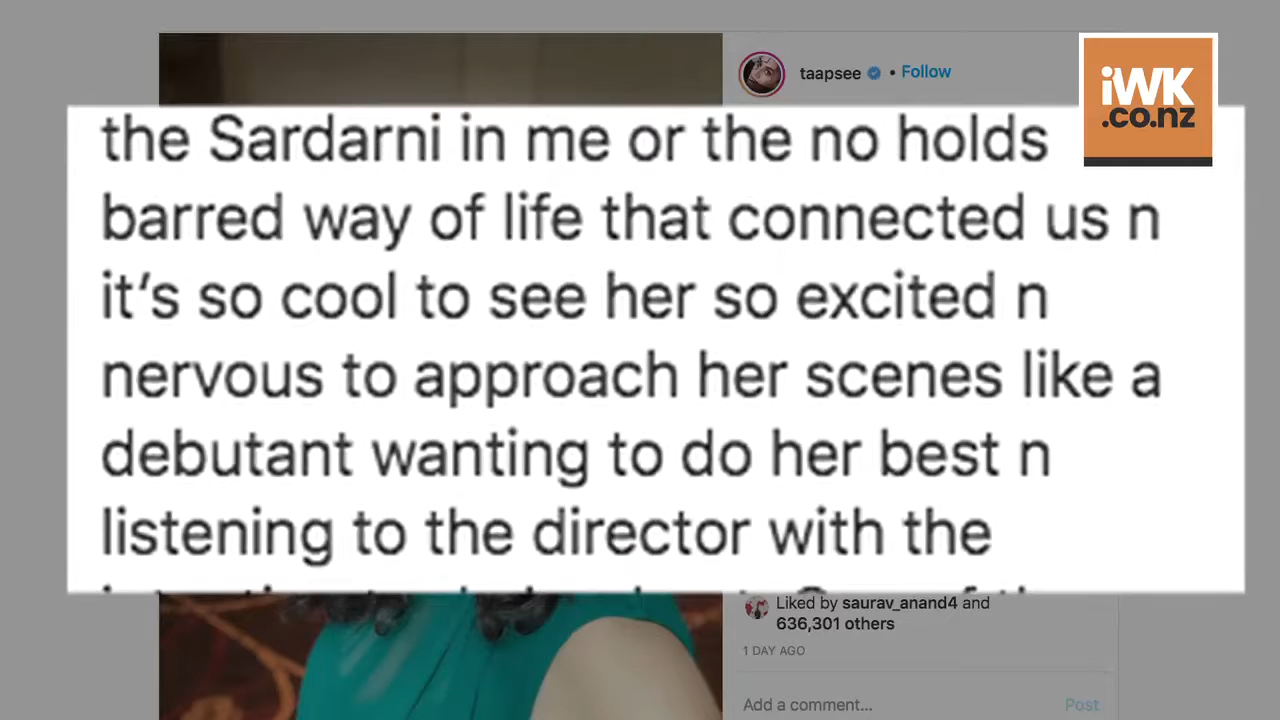 taapsee • Follow
iWK
.co.nz
the Sardarni in me or the no holds
barred way of life that connected us n
it's so cool to see her so excited n
nervous to approach her scenes like a
debutant wanting to do her best n
listening to the director with the
Liked by saurav_anand4 and
636,301 others
1 DAY AGO
Add a comment... Post